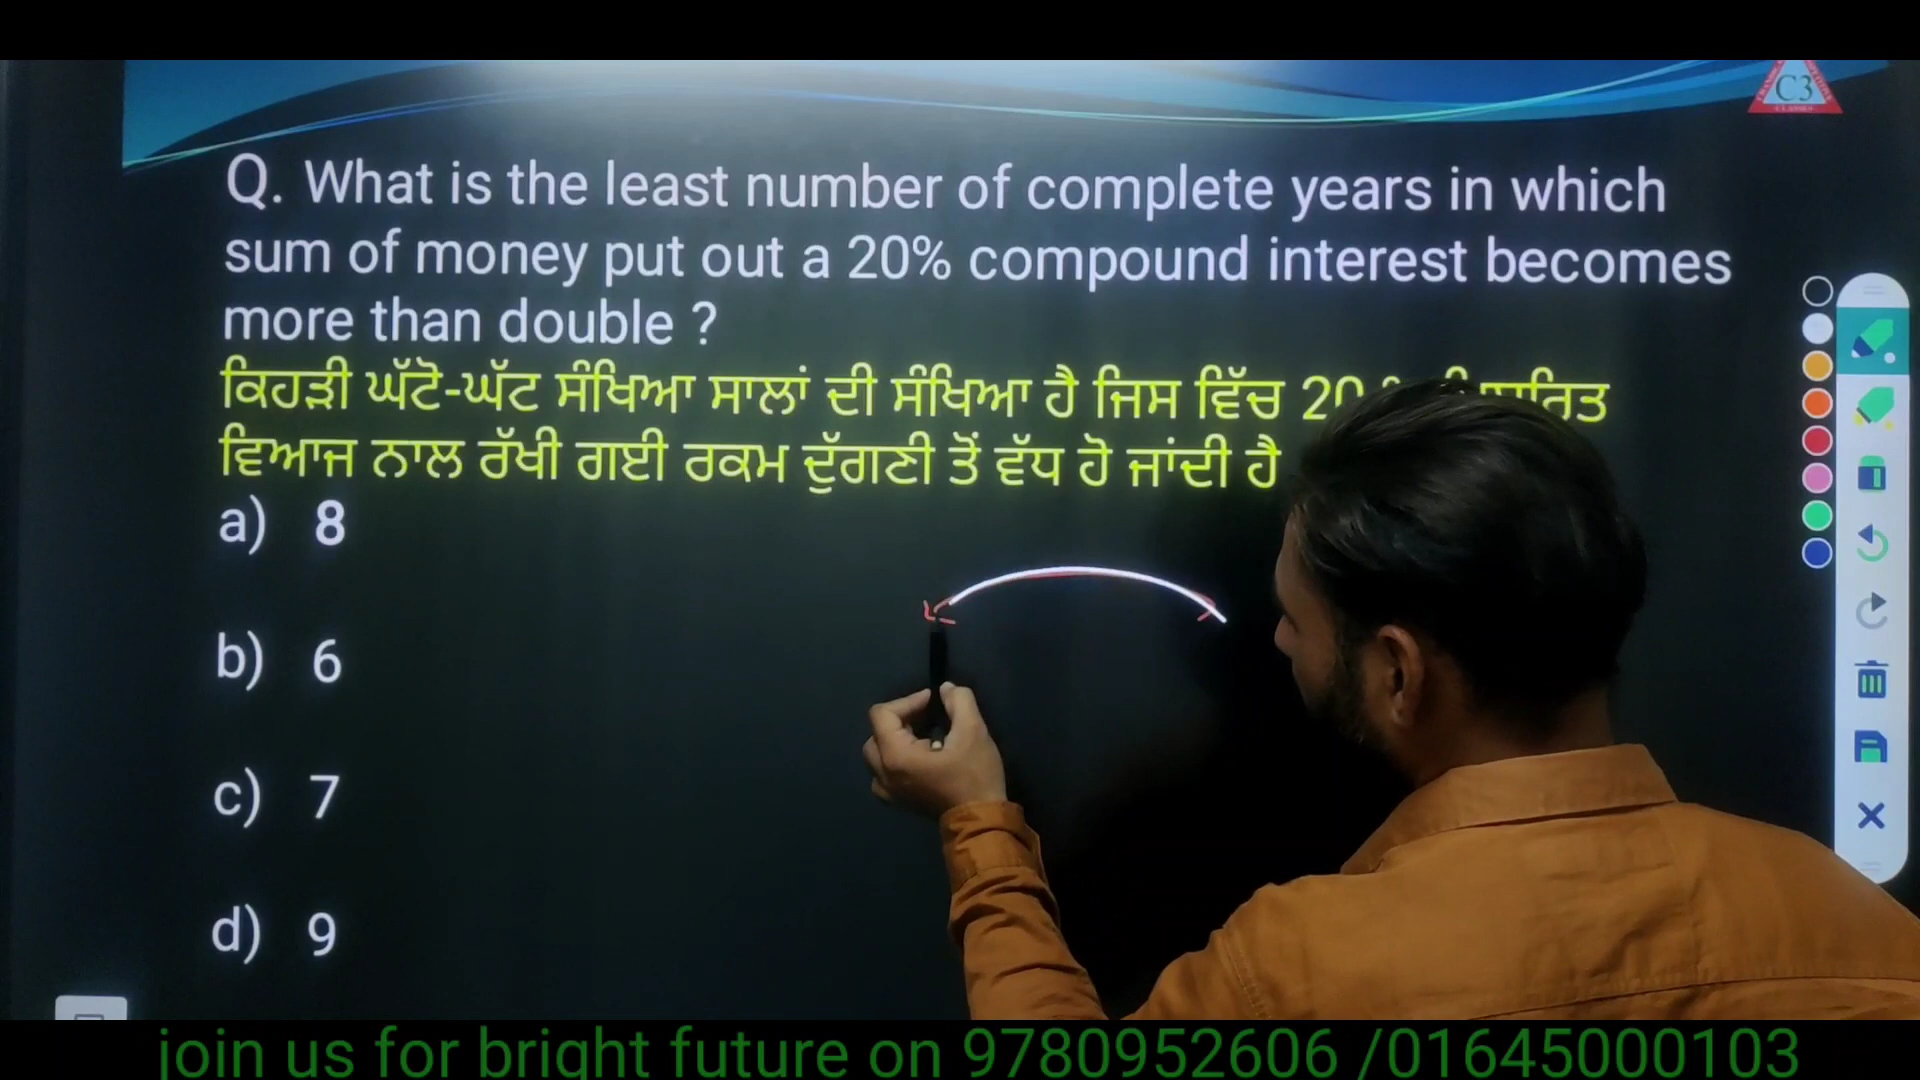 C3
Q. What is the least number of complete years in which
sum of money put out a 20% compound interest becomes
more than double ?
ਕਿਹੜੀ ਘੱਟੋ-ਘੱਟ ਸੰਖਿਆ ਸਾਲਾਂ ਦੀ ਸੰਖਿਆ ਹੈ ਜਿਸ ਵਿੱਚ 20
ਵਿਆਜ ਨਾਲ ਰੱਖੀ ਗਈ ਰਕਮ ਦੁੱਗਣੀ ਤੋਂ ਵੱਧ ਹੋ ਜਾਂਦੀ ਹੈ
a) 8
b) 6
c) 7
d) 9
join us for bright future on 9780952606 /01645000103